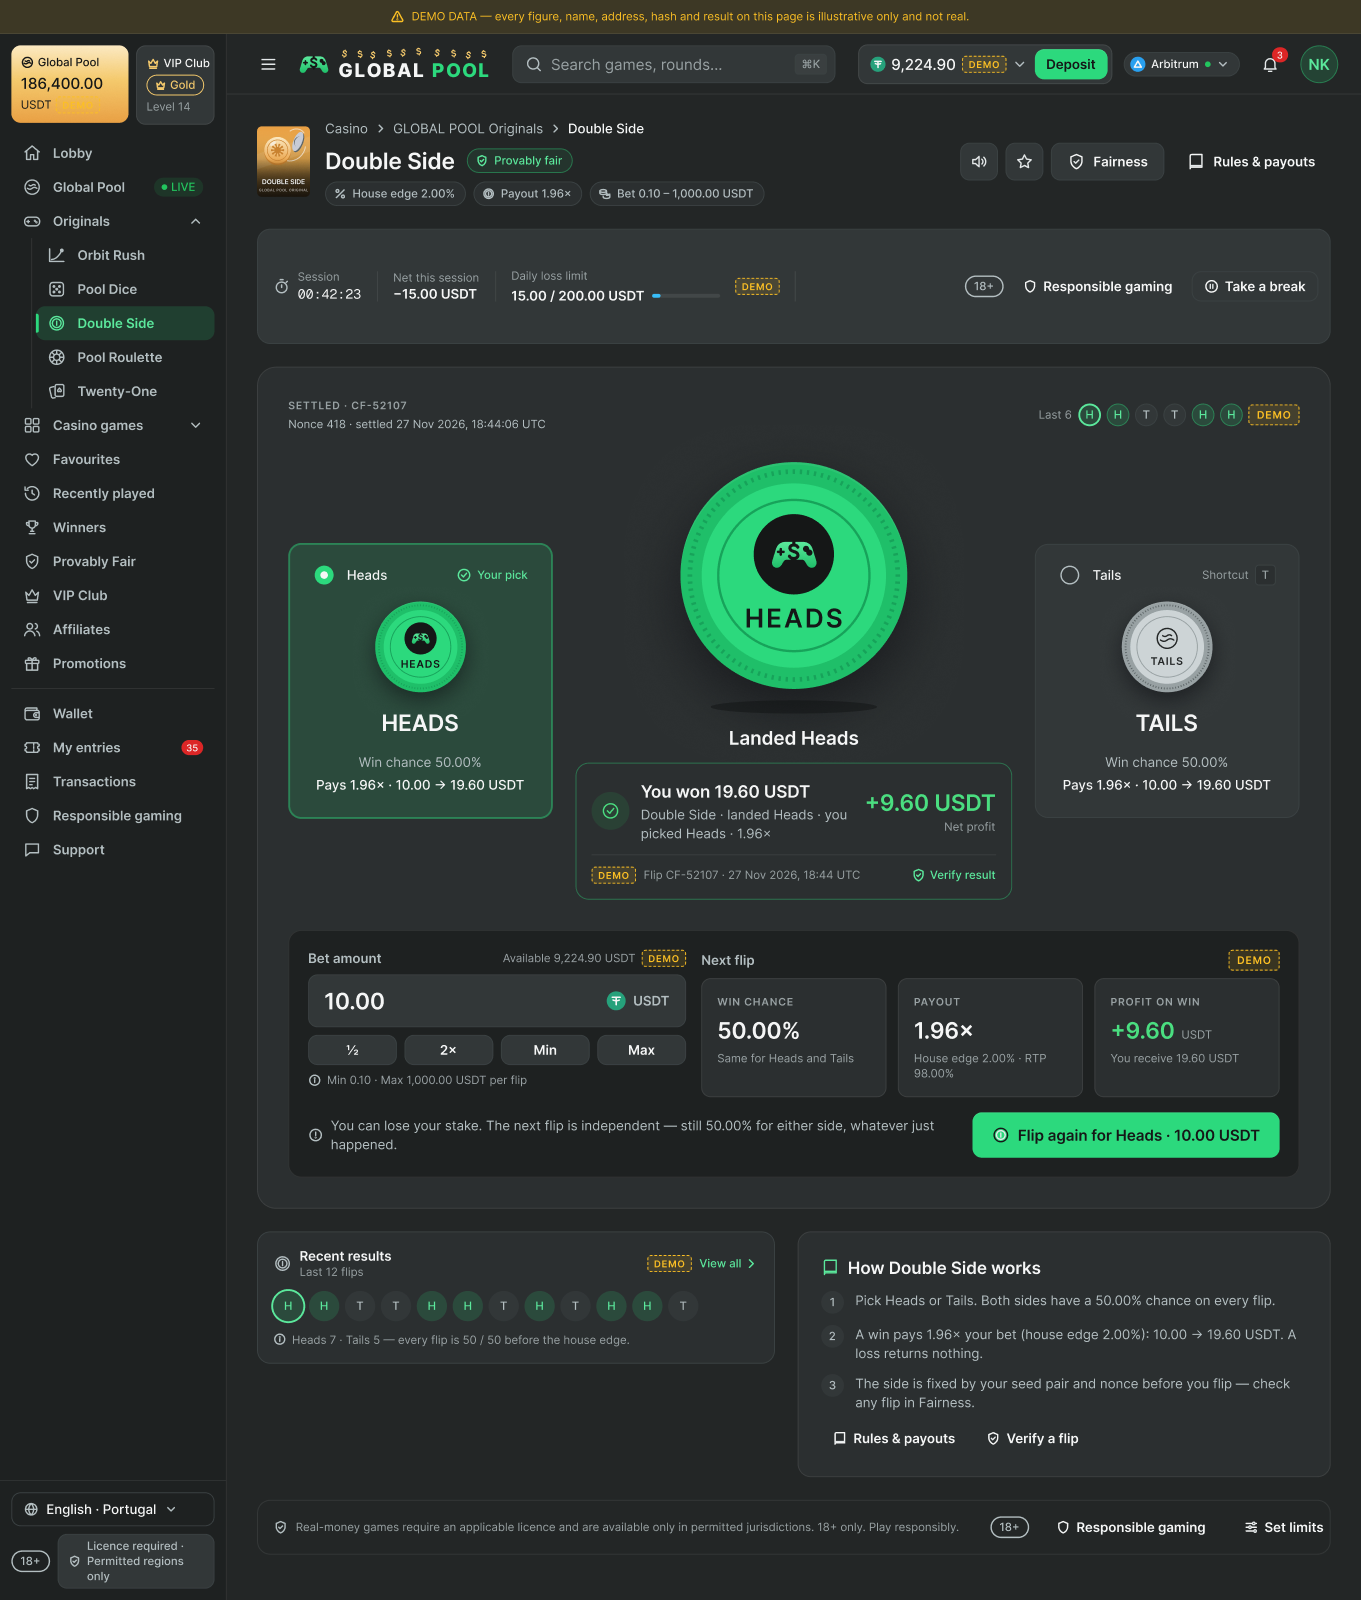 DEMO DATA — every figure, name, address, hash and result on this page is illustrative only and not real.
Global Pool
186,400.00
USDT
VIP Club
Gold
Level 14
GLOBAL POOL
Search games, rounds...
⌘K
9,224.90 DEMO
Deposit
Arbitrum
3
NK
Lobby
Global Pool LIVE
Originals
Orbit Rush
Pool Dice
Double Side
Pool Roulette
Twenty-One
Casino games
Favourites
Recently played
Winners
Provably Fair
VIP Club
Affiliates
Promotions
Wallet
My entries 35
Transactions
Responsible gaming
Support
English · Portugal
18+
Licence required ·
Permitted regions
only
DOUBLE SIDE
GLOBAL POOL ORIGINAL
Casino > GLOBAL POOL Originals > Double Side
Double Side Provably fair
House edge 2.00% Payout 1.96× Bet 0.10 – 1,000.00 USDT
Fairness
Rules & payouts
Session
00:42:23
Net this session
−15.00 USDT
Daily loss limit
15.00 / 200.00 USDT
DEMO
18+
Responsible gaming
Take a break
SETTLED · CF-52107
Nonce 418 · settled 27 Nov 2026, 18:44:06 UTC
Last 6 H H T T H H DEMO
Heads Your pick
HEADS
HEADS
Win chance 50.00%
Pays 1.96× · 10.00 → 19.60 USDT
HEADS
Landed Heads
You won 19.60 USDT
Double Side · landed Heads · you
picked Heads · 1.96×
+9.60 USDT
Net profit
DEMO Flip CF-52107 · 27 Nov 2026, 18:44 UTC
Verify result
Tails Shortcut T
TAILS
TAILS
Win chance 50.00%
Pays 1.96× · 10.00 → 19.60 USDT
Bet amount Available 9,224.90 USDT DEMO
10.00 USDT
½ 2× Min Max
Min 0.10 · Max 1,000.00 USDT per flip
Next flip DEMO
WIN CHANCE
50.00%
Same for Heads and Tails
PAYOUT
1.96×
House edge 2.00% · RTP
98.00%
PROFIT ON WIN
+9.60 USDT
You receive 19.60 USDT
You can lose your stake. The next flip is independent — still 50.00% for either side, whatever just
happened.
Flip again for Heads · 10.00 USDT
Recent results
Last 12 flips
DEMO View all
H H T T H H T H T H H T
Heads 7 · Tails 5 — every flip is 50 / 50 before the house edge.
How Double Side works
1 Pick Heads or Tails. Both sides have a 50.00% chance on every flip.
2 A win pays 1.96× your bet (house edge 2.00%): 10.00 → 19.60 USDT. A
loss returns nothing.
3 The side is fixed by your seed pair and nonce before you flip — check
any flip in Fairness.
Rules & payouts Verify a flip
Real-money games require an applicable licence and are available only in permitted jurisdictions. 18+ only. Play responsibly.
18+
Responsible gaming
Set limits